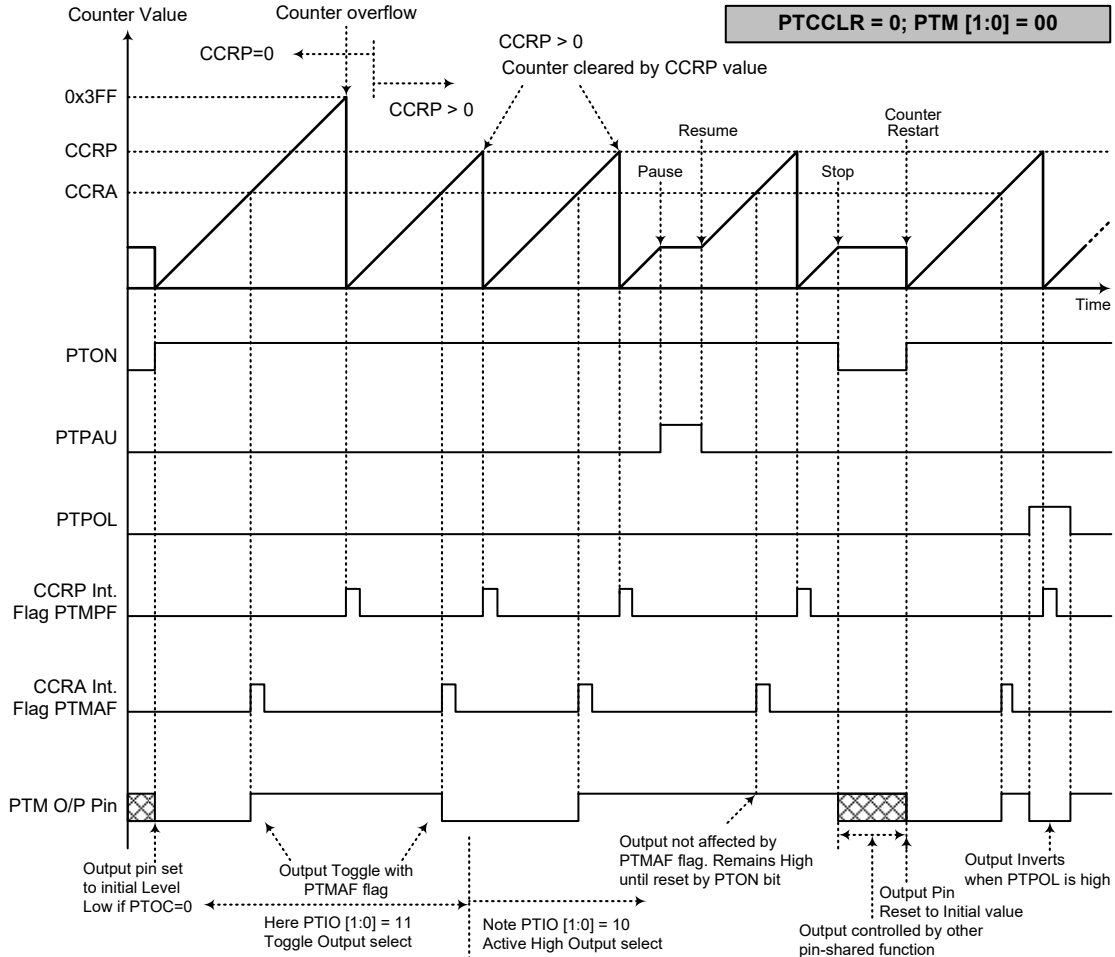 Counter Value
Counter overflow
PTCCLR = 0; PTM [1:0] = 00
CCRP=0
CCRP > 0
CCRP > 0
Counter cleared by CCRP value
0x3FF
CCRP
CCRA
Pause
Resume
Stop
Counter
Restart
Time
PTON
PTPAU
PTPOL
CCRP Int.
Flag PTMPF
CCRA Int.
Flag PTMAF
PTM O/P Pin
Output pin set
to initial Level
Low if PTOC=0
Output Toggle with
PTMAF flag
Here PTIO [1:0] = 11
Toggle Output select
Note PTIO [1:0] = 10
Active High Output select
Output not affected by
PTMAF flag. Remains High
until reset by PTON bit
Output Pin
Reset to Initial value
Output controlled by other
pin-shared function
Output Inverts
when PTPOL is high